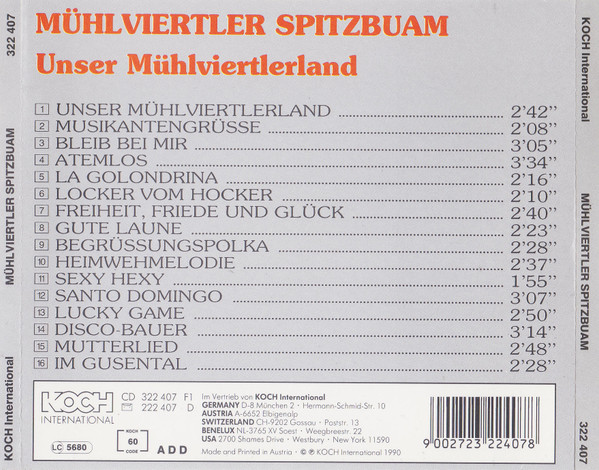 322 407
MÜHLVIERTLER SPITZBUAM
KOCH International
MÜHLVIERTLER SPITZBUAM
Unser Mühlviertlerland
1 UNSER MÜHLVIERTLERLAND 2’42’’
2 MUSIKANTENGRÜSSE 2’08’’
3 BLEIB BEI MIR 3’05’’
4 ATEMLOS 3’34’’
5 LA GOLONDRINA 2’16’’
6 LOCKER VOM HOCKER 2’10’’
7 FREIHEIT, FRIEDE UND GLÜCK 2’40’’
8 GUTE LAUNE 2’23’’
9 BEGRÜSSUNGSPOLKA 2’28’’
10 HEIMWEHMELODIE 2’37’’
11 SEXY HEXY 1’55’’
12 SANTO DOMINGO 3’07’’
13 LUCKY GAME 2’50’’
14 DISCO-BAUER 3’14’’
15 MUTTERLIED 2’48’’
16 IM GUSENTAL 2’28’’
KOCH
INTERNATIONAL
CD 322 407 F1
222 407 D
LC 5680
KOCH
60
CODE
ADD
Im Vertrieb von KOCH International
GERMANY D-8 München 2 · Hermann-Schmid-Str. 10
AUSTRIA A-6652 Elbigenalp
SWITZERLAND CH-9202 Gossau · Poststr. 13
BENELUX NL-3765 XV Soest · Weegbreestr. 22
USA 2700 Shames Drive · Westbury · New York 11590
Made and Printed in Austria · © ℗ KOCH International 1990
9 002723 224078
KOCH International
MÜHLVIERTLER SPITZBUAM
322 407